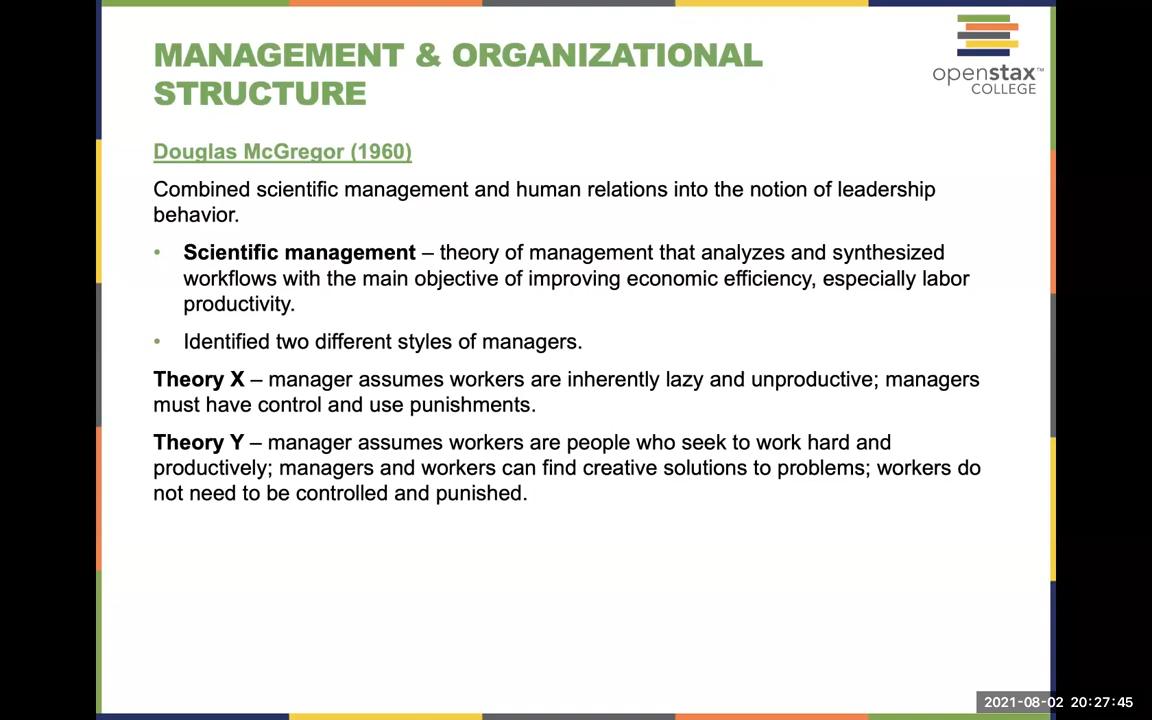 MANAGEMENT & ORGANIZATIONAL
STRUCTURE
openstax™
COLLEGE
Douglas McGregor (1960)
Combined scientific management and human relations into the notion of leadership
behavior.
• Scientific management – theory of management that analyzes and synthesized
workflows with the main objective of improving economic efficiency, especially labor
productivity.
• Identified two different styles of managers.
Theory X – manager assumes workers are inherently lazy and unproductive; managers
must have control and use punishments.
Theory Y – manager assumes workers are people who seek to work hard and
productively; managers and workers can find creative solutions to problems; workers do
not need to be controlled and punished.
2021-08-02 20:27:45